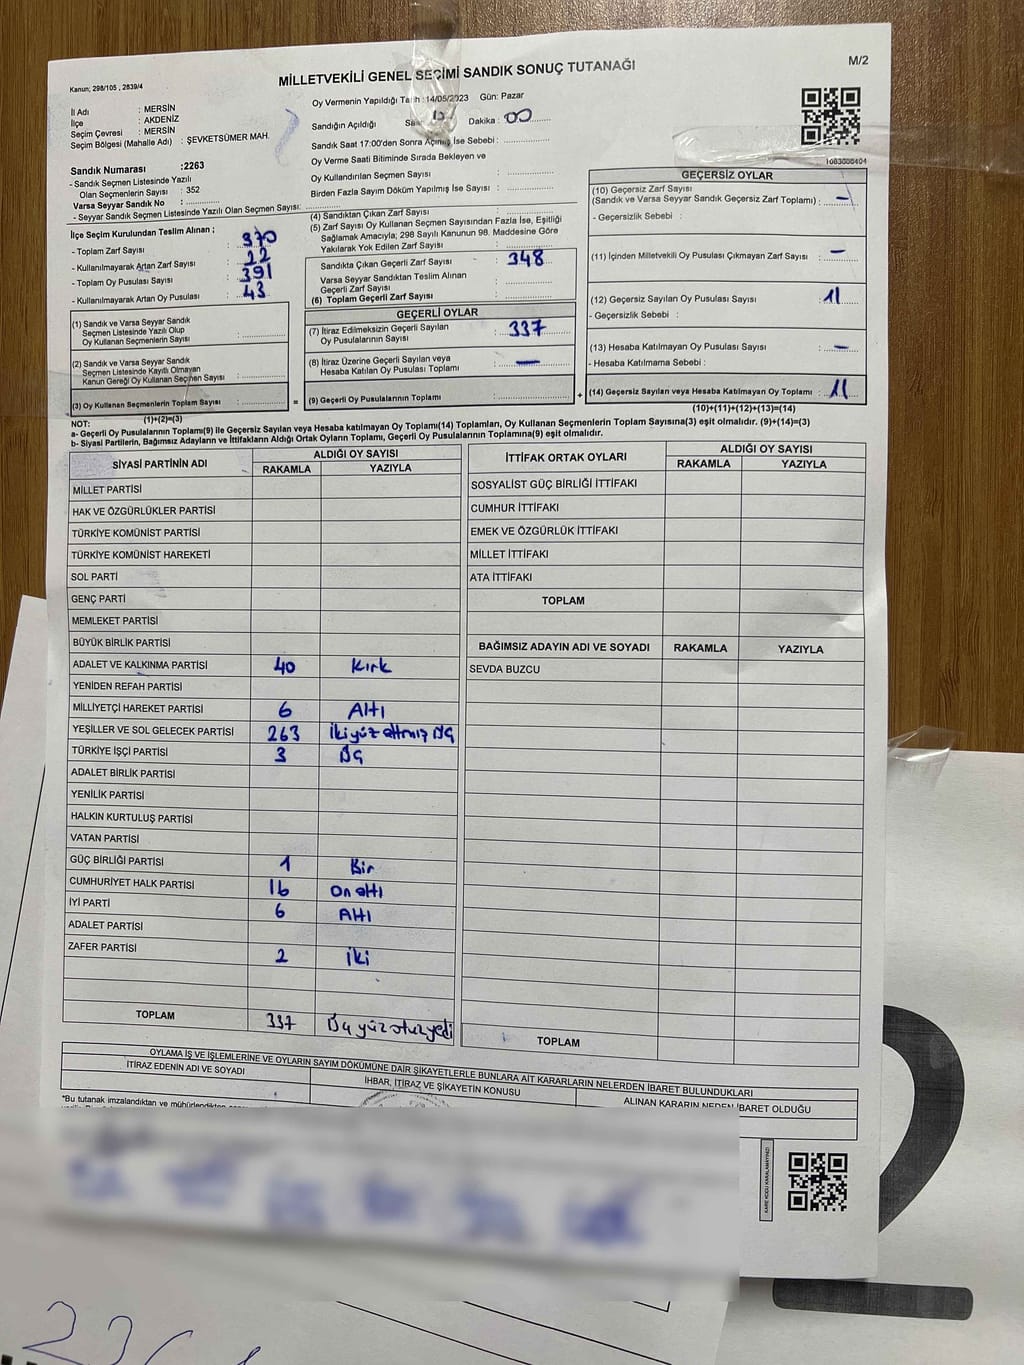 Kanun; 298/105 , 2839/4
MİLLETVEKİLİ GENEL SEÇİMİ SANDIK SONUÇ TUTANAĞI
M/2
İl Adı : MERSİN
İlçe : AKDENİZ
Seçim Çevresi : MERSİN
Seçim Bölgesi (Mahalle Adı) : ŞEVKETSÜMER MAH.
Sandık Numarası :2263
- Sandık Seçmen Listesinde Yazılı
Olan Seçmenlerin Sayısı : 352
Varsa Seyyar Sandık No :
- Seyyar Sandık Seçmen Listesinde Yazılı Olan Seçmen Sayısı:
Oy Vermenin Yapıldığı Tarih :14/05/2023 Gün: Pazar
Sandığın Açıldığı Dakika : 00
Sandık Saat 17:00'den Sonra Açılmış İse Sebebi :
Oy Verme Saati Bitiminde Sırada Bekleyen ve
Oy Kullandırılan Seçmen Sayısı :
Birden Fazla Sayım Döküm Yapılmış İse Sayısı :
1063008404
İlçe Seçim Kurulundan Teslim Alınan ;
- Toplam Zarf Sayısı : 370
- Kullanılmayarak Artan Zarf Sayısı : 22
- Toplam Oy Pusulası Sayısı : 391
- Kullanılmayarak Artan Oy Pusulası : 43
(1) Sandık ve Varsa Seyyar Sandık
Seçmen Listesinde Yazılı Olup
Oy Kullanan Seçmenlerin Sayısı :
(2) Sandık ve Varsa Seyyar Sandık
Seçmen Listesinde Kayıtlı Olmayan
Kanun Gereği Oy Kullanan Seçmen Sayısı :
(3) Oy Kullanan Seçmenlerin Toplam Sayısı :
(1)+(2)=(3)
(4) Sandıktan Çıkan Zarf Sayısı :
(5) Zarf Sayısı Oy Kullanan Seçmen Sayısından Fazla İse, Eşitliği
Sağlamak Amacıyla; 298 Sayılı Kanunun 98. Maddesine Göre
Yakılarak Yok Edilen Zarf Sayısı :
Sandıkta Çıkan Geçerli Zarf Sayısı : 348
Varsa Seyyar Sandıktan Teslim Alınan
Geçerli Zarf Sayısı :
(6) Toplam Geçerli Zarf Sayısı :
GEÇERLİ OYLAR
(7) İtiraz Edilmeksizin Geçerli Sayılan
Oy Pusulalarının Sayısı : 337
(8) İtiraz Üzerine Geçerli Sayılan veya
Hesaba Katılan Oy Pusulası Toplamı : —
= (9) Geçerli Oy Pusulalarının Toplamı :
GEÇERSİZ OYLAR
(10) Geçersiz Zarf Sayısı
(Sandık ve Varsa Seyyar Sandık Geçersiz Zarf Toplamı) : —
- Geçersizlik Sebebi :
(11) İçinden Milletvekili Oy Pusulası Çıkmayan Zarf Sayısı : —
(12) Geçersiz Sayılan Oy Pusulası Sayısı : 11
- Geçersizlik Sebebi :
(13) Hesaba Katılmayan Oy Pusulası Sayısı : —
- Hesaba Katılmama Sebebi :
+ (14) Geçersiz Sayılan veya Hesaba Katılmayan Oy Toplamı : 11
(10)+(11)+(12)+(13)=(14)
NOT:
a- Geçerli Oy Pusulalarının Toplamı(9) ile Geçersiz Sayılan veya Hesaba katılmayan Oy Toplamı(14) Toplamları, Oy Kullanan Seçmenlerin Toplam Sayısına(3) eşit olmalıdır. (9)+(14)=(3)
b- Siyasi Partilerin, Bağımsız Adayların ve İttifakların Aldığı Ortak Oyların Toplamı, Geçerli Oy Pusulalarının Toplamına(9) eşit olmalıdır.
SİYASİ PARTİNİN ADI ALDIĞI OY SAYISI
RAKAMLA YAZIYLA
MİLLET PARTİSİ
HAK VE ÖZGÜRLÜKLER PARTİSİ
TÜRKİYE KOMÜNİST PARTİSİ
TÜRKİYE KOMÜNİST HAREKETİ
SOL PARTİ
GENÇ PARTİ
MEMLEKET PARTİSİ
BÜYÜK BİRLİK PARTİSİ
ADALET VE KALKINMA PARTİSİ 40 Kırk
YENİDEN REFAH PARTİSİ
MİLLİYETÇİ HAREKET PARTİSİ 6 Altı
YEŞİLLER VE SOL GELECEK PARTİSİ 263 İkiyüz altmış üç
TÜRKİYE İŞÇİ PARTİSİ 3 Üç
ADALET BİRLİK PARTİSİ
YENİLİK PARTİSİ
HALKIN KURTULUŞ PARTİSİ
VATAN PARTİSİ
GÜÇ BİRLİĞİ PARTİSİ 1 Bir
CUMHURİYET HALK PARTİSİ 16 On altı
İYİ PARTİ 6 Altı
ADALET PARTİSİ
ZAFER PARTİSİ 2 İki
TOPLAM 337 Üç yüz otuz yedi
İTTİFAK ORTAK OYLARI ALDIĞI OY SAYISI
RAKAMLA YAZIYLA
SOSYALİST GÜÇ BİRLİĞİ İTTİFAKI
CUMHUR İTTİFAKI
EMEK VE ÖZGÜRLÜK İTTİFAKI
MİLLET İTTİFAKI
ATA İTTİFAKI
TOPLAM
BAĞIMSIZ ADAYIN ADI VE SOYADI RAKAMLA YAZIYLA
SEVDA BUZCU
TOPLAM
OYLAMA İŞ VE İŞLEMLERİNE VE OYLARIN SAYIM DÖKÜMÜNE DAİR ŞİKAYETLERLE BUNLARA AİT KARARLARIN NELERDEN İBARET BULUNDUKLARI
İTİRAZ EDENİN ADI VE SOYADI
İHBAR, İTİRAZ VE ŞİKAYETİN KONUSU
ALINAN KARARIN NEDEN İBARET OLDUĞU
*Bu tutanak imzalandıktan ve mühürlendikten
KARE KODU KARALAMAYINIZ!
2